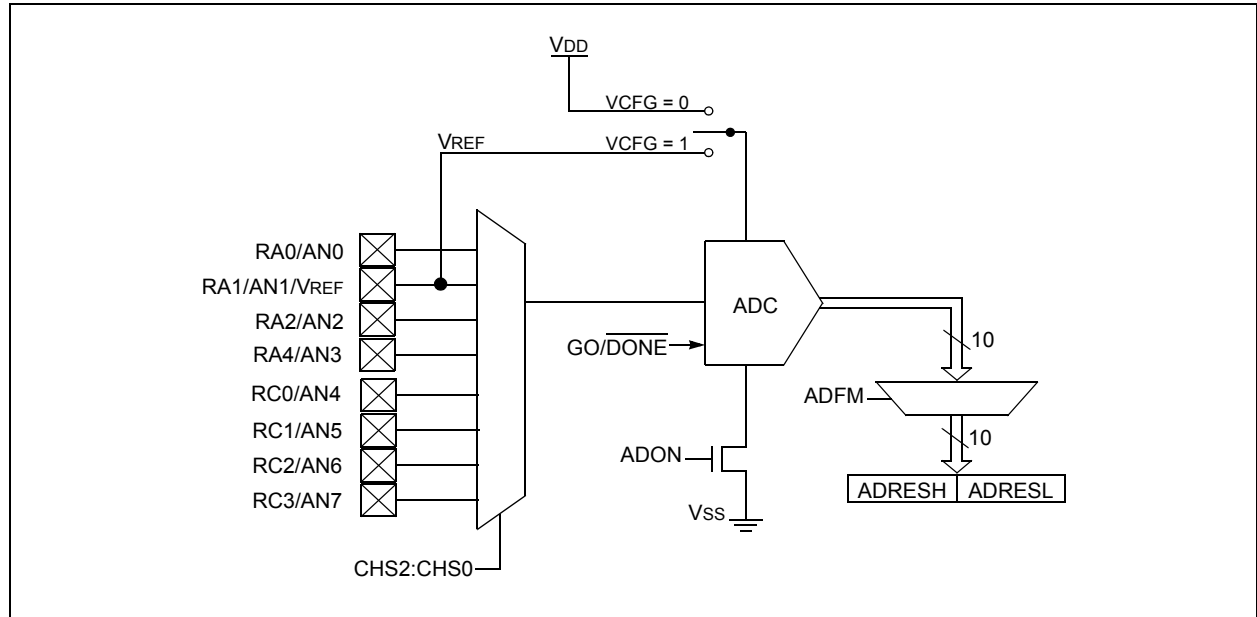 VDD
VCFG = 0
VREF
VCFG = 1
RA0/AN0
RA1/AN1/VREF
RA2/AN2
RA4/AN3
RC0/AN4
RC1/AN5
RC2/AN6
RC3/AN7
CHS2:CHS0
ADC
GO/DONE
ADON
VSS
10
ADFM
10
ADRESH ADRESL